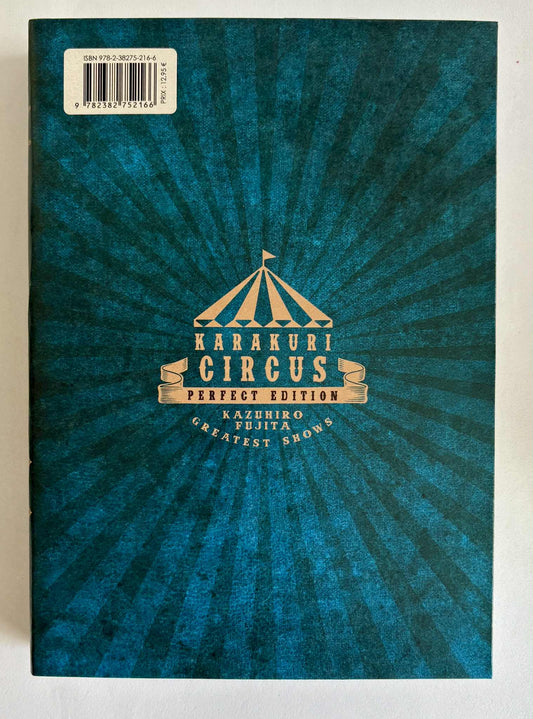 ISBN 978-2-38275-216-6
9 782382 752166
PRIX : 12,95 €
KARAKURI
CIRCUS
PERFECT EDITION
KAZUHIRO
FUJITA
GREATEST SHOWS